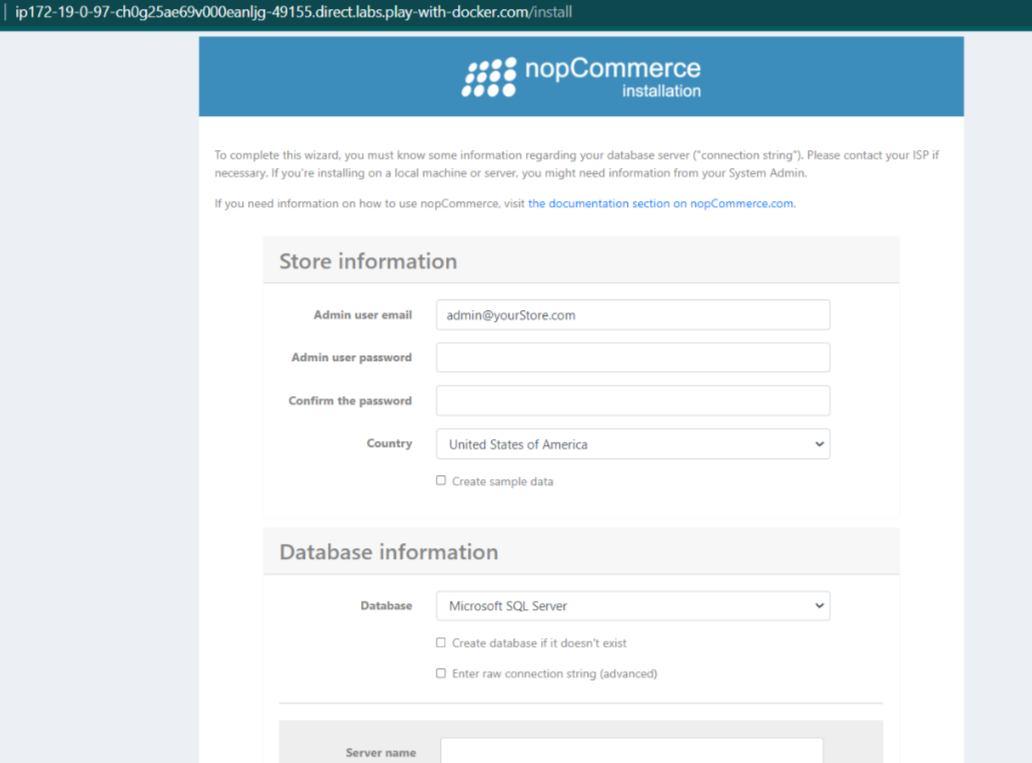 ip172-19-0-97-ch0g25ae69v000eanljg-49155.direct.labs.play-with-docker.com/install
nopCommerce
installation
To complete this wizard, you must know some information regarding your database server ("connection string"). Please contact your ISP if
necessary. If you're installing on a local machine or server, you might need information from your System Admin.
If you need information on how to use nopCommerce, visit the documentation section on nopCommerce.com.
Store information
Admin user email admin@yourStore.com
Admin user password
Confirm the password
Country United States of America
Create sample data
Database information
Database Microsoft SQL Server
Create database if it doesn't exist
Enter raw connection string (advanced)
Server name